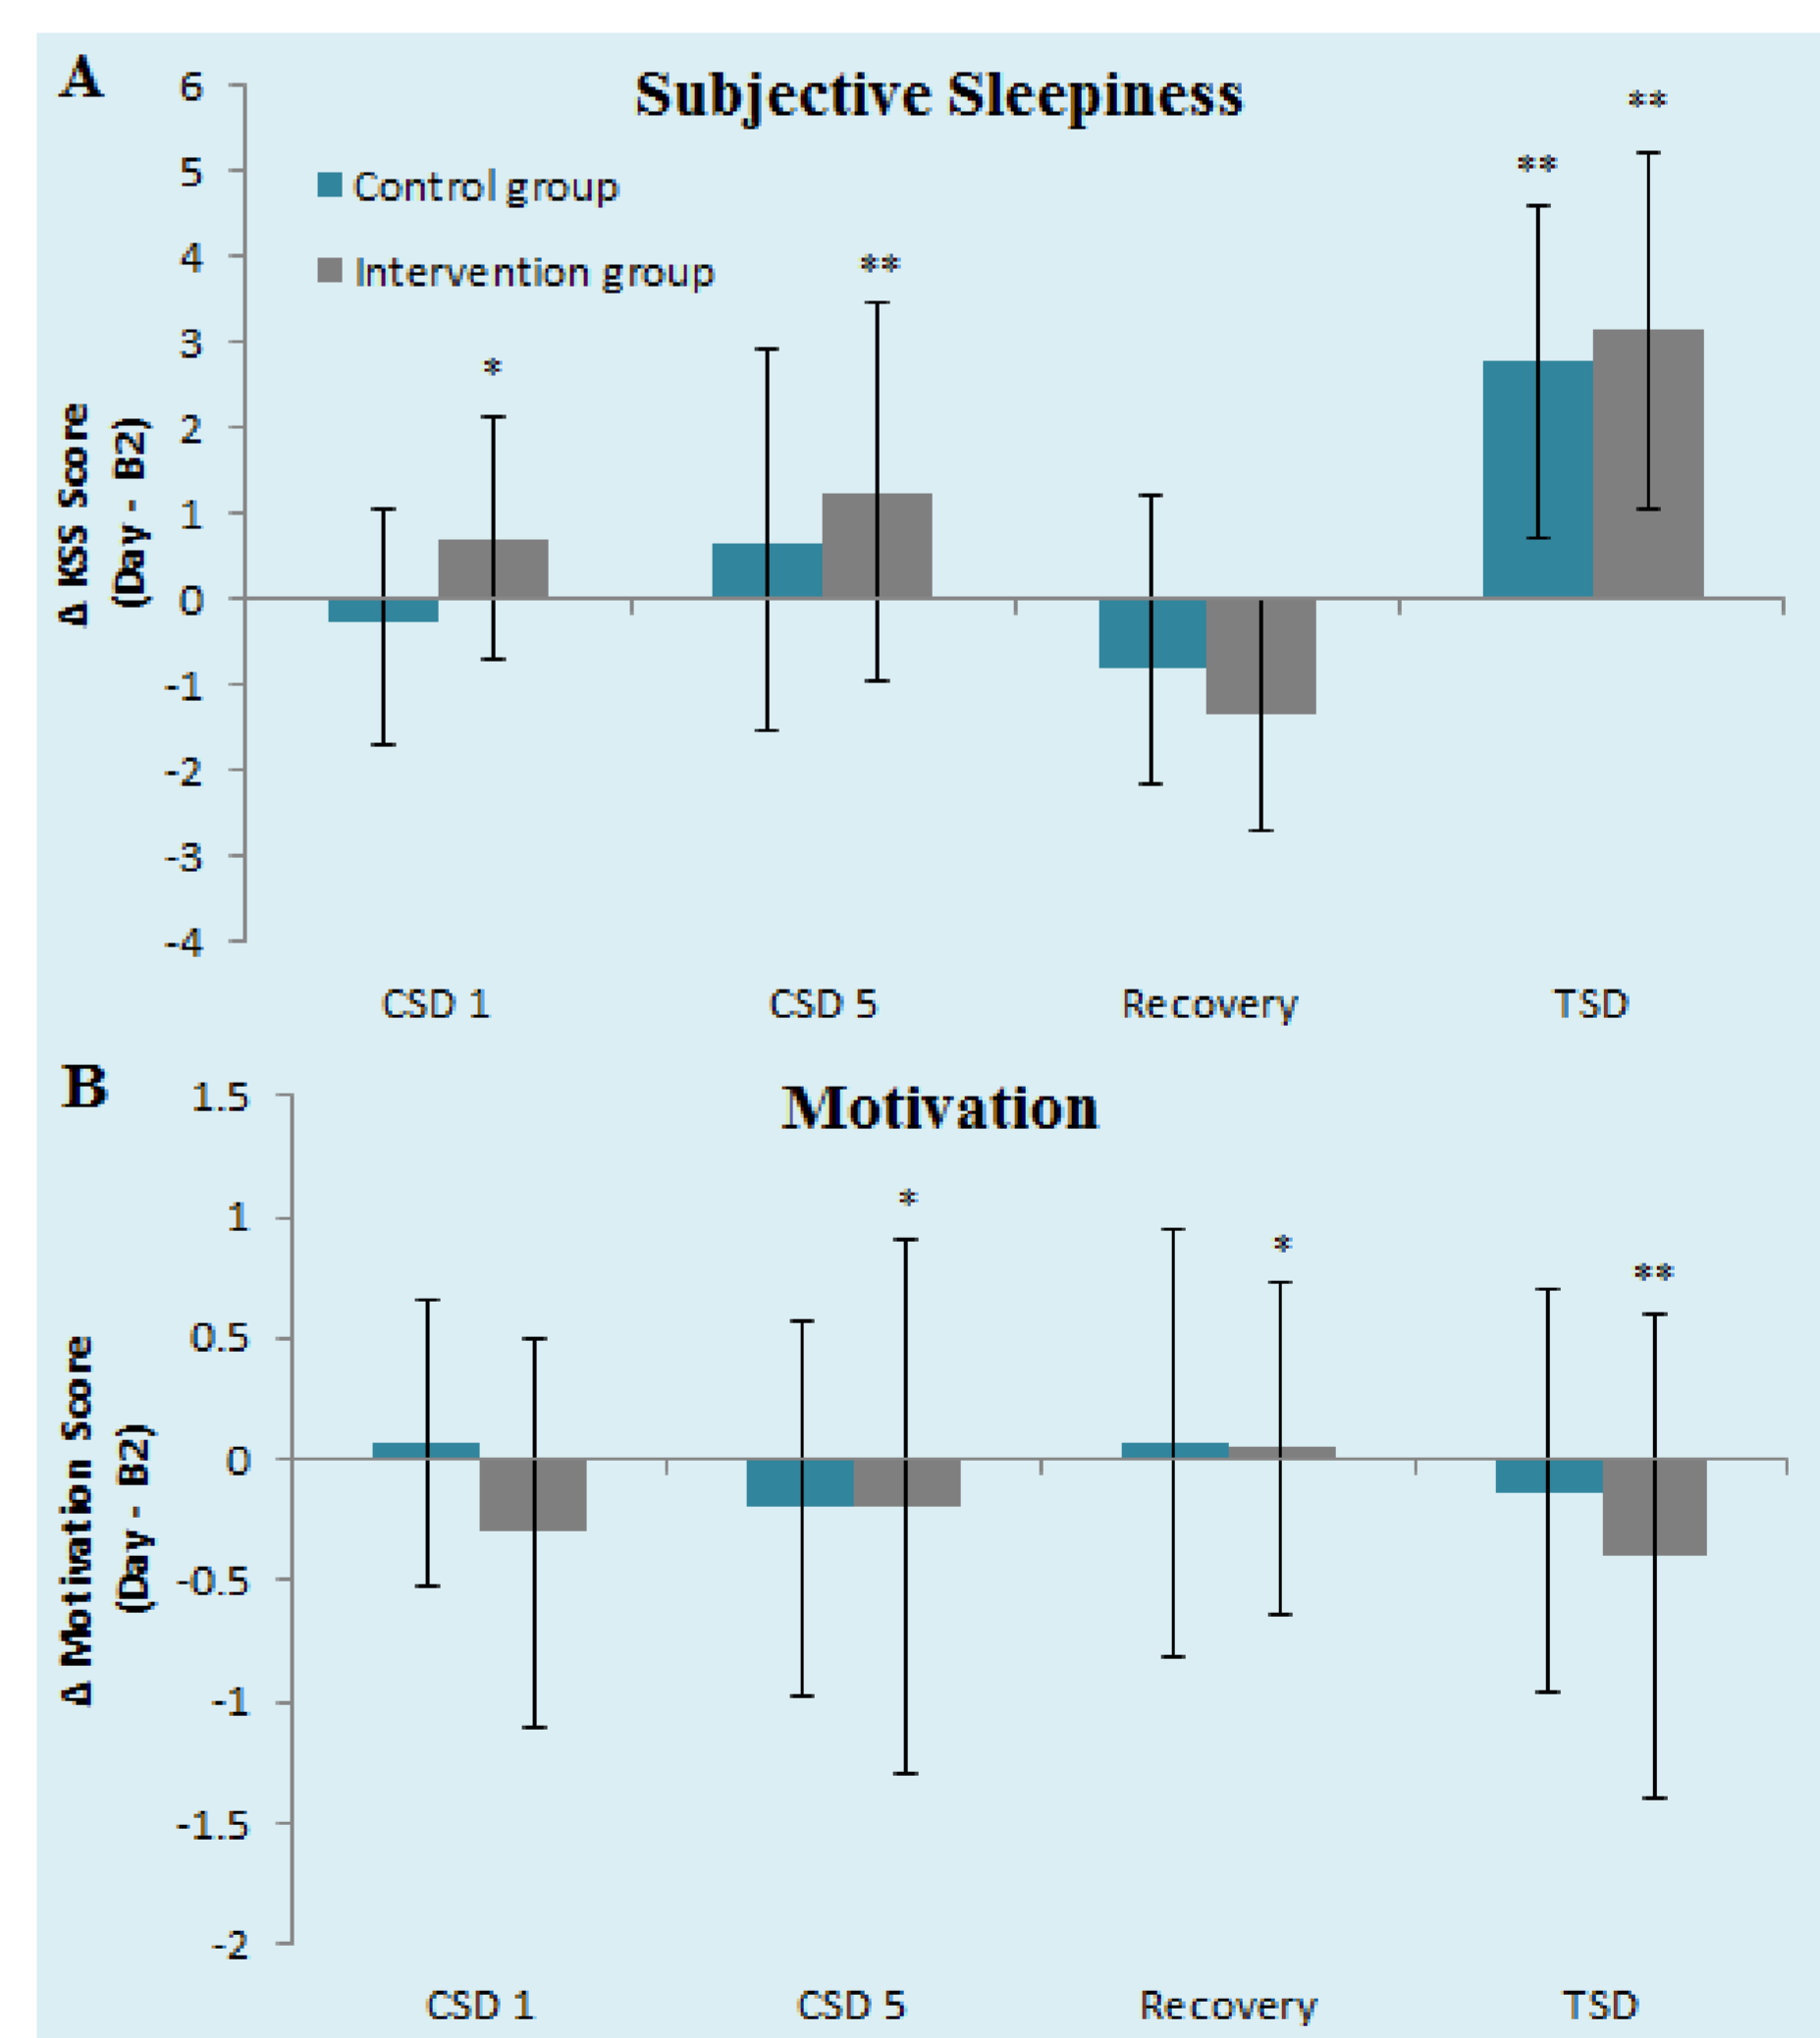 A
Subjective Sleepiness
6
5
4
3
2
1
0
-1
-2
-3
-4
Δ KSS Score
(Day - B2)
Control group
Intervention group
*
**
**
**
CSD 1
CSD 5
Recovery
TSD
B
Motivation
1.5
1
0.5
0
-0.5
-1
-1.5
-2
Δ Motivation Score
(Day - B2)
*
*
**
CSD 1
CSD 5
Recovery
TSD